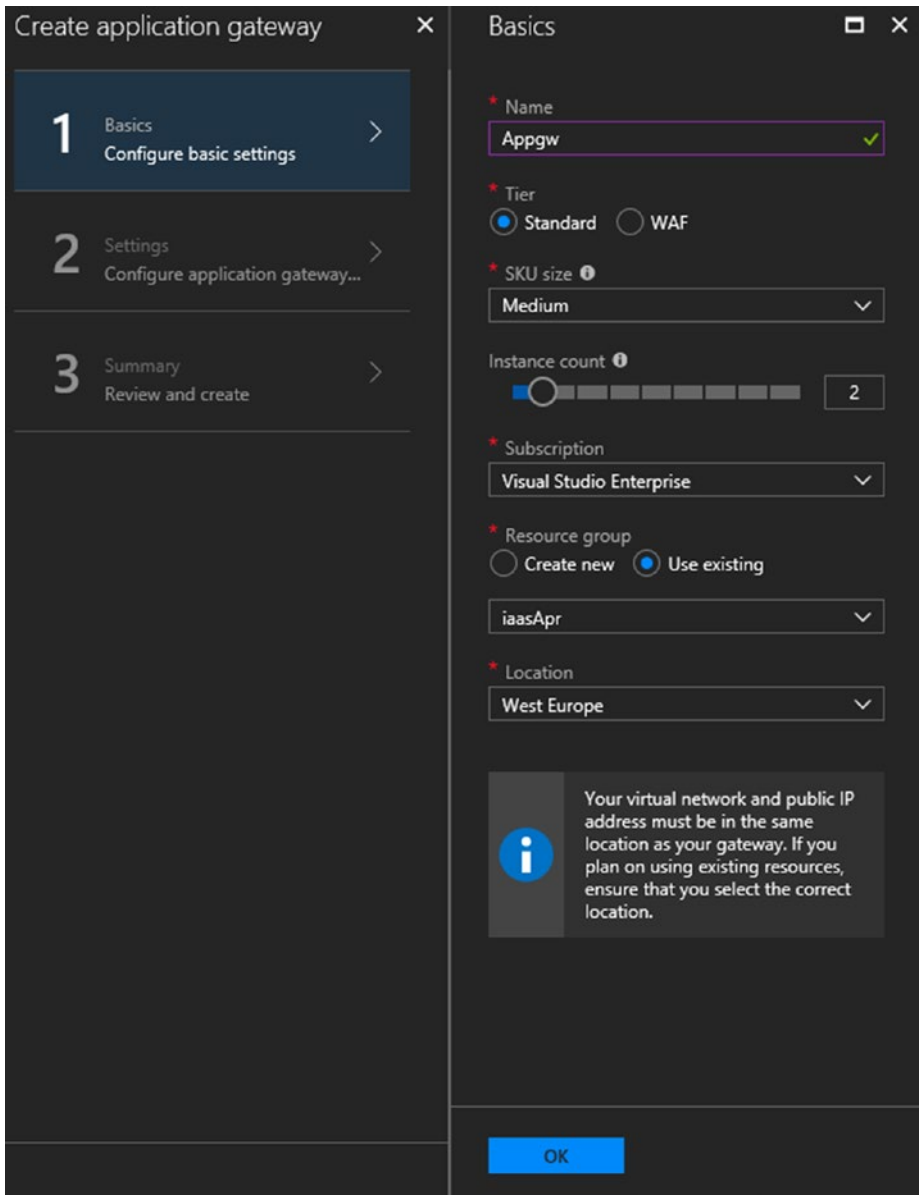 Create application gateway
1
Basics
Configure basic settings
2
Settings
Configure application gateway...
3
Summary
Review and create
Basics
* Name
Appgw
* Tier
Standard WAF
* SKU size
Medium
Instance count
2
* Subscription
Visual Studio Enterprise
* Resource group
Create new Use existing
iaasApr
* Location
West Europe
Your virtual network and public IP
address must be in the same
location as your gateway. If you
plan on using existing resources,
ensure that you select the correct
location.
OK